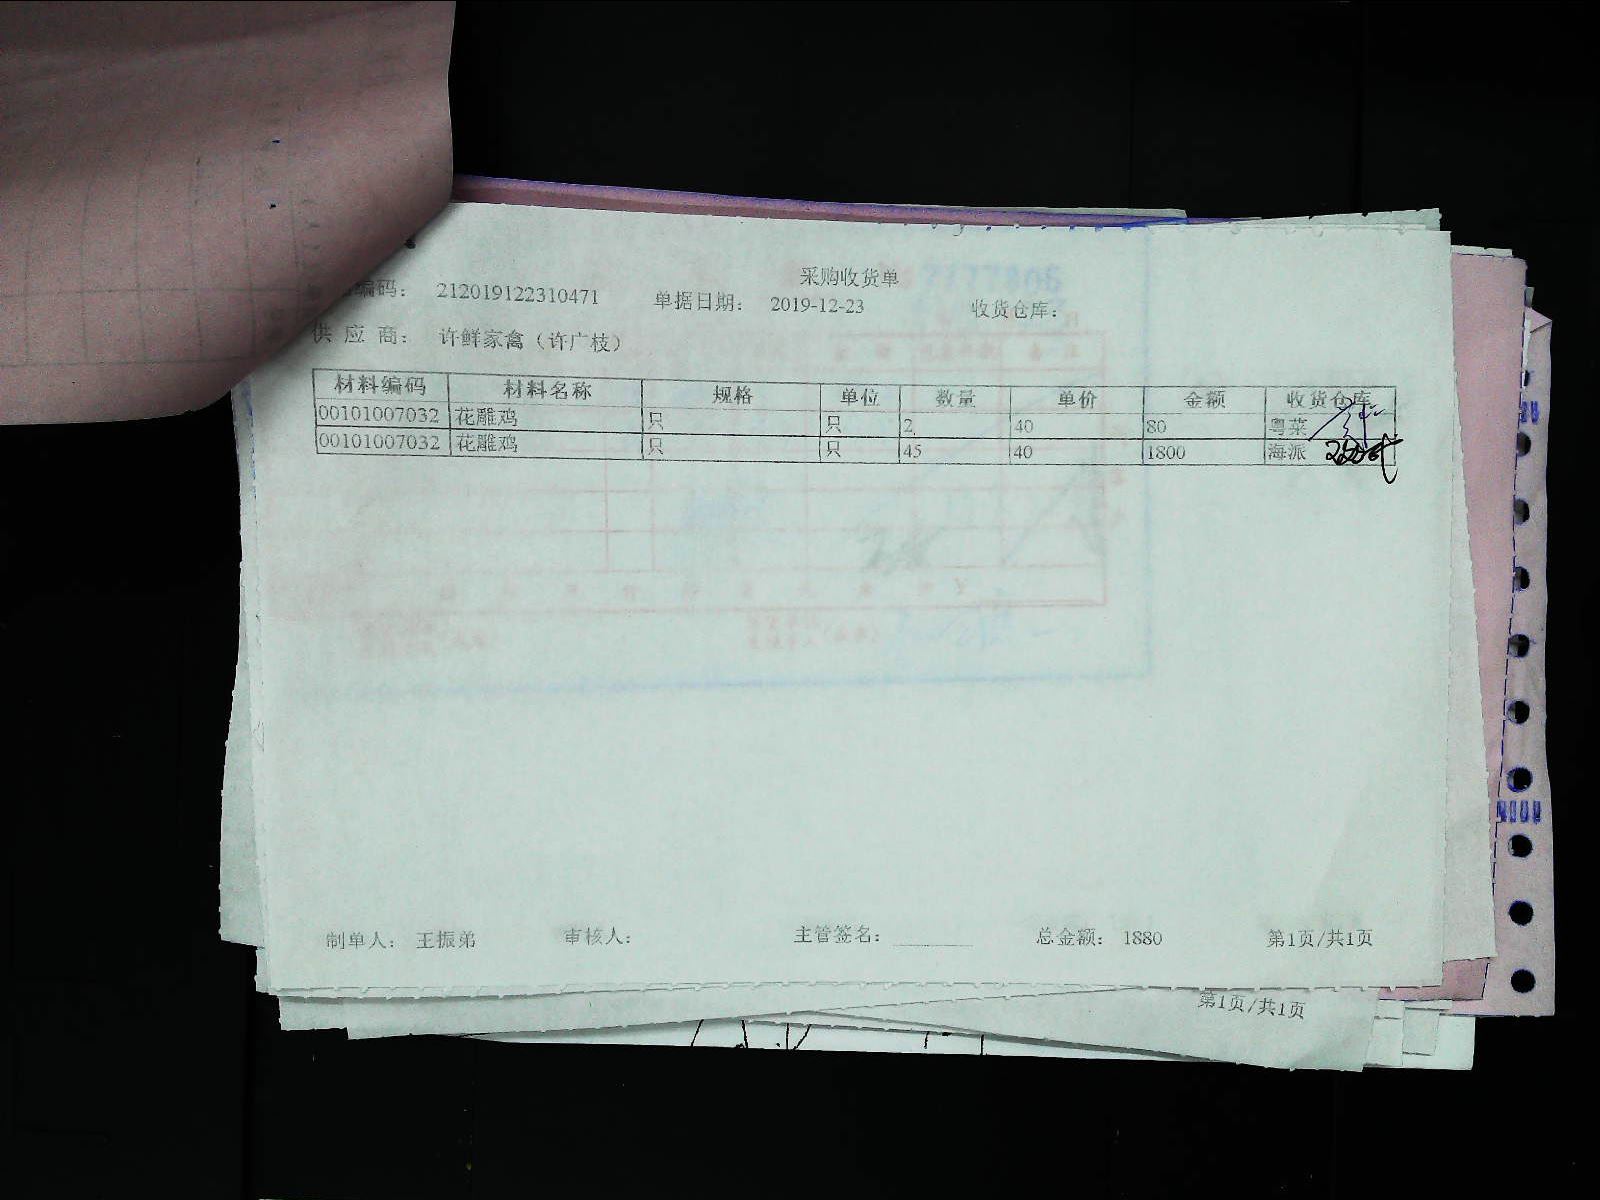 采购收货单
编码： 212019122310471 单据日期： 2019-12-23 收货仓库：
供 应 商： 许鲜家禽（许广枝）
材料编码 材料名称 规格 单位 数量 单价 金额 收货仓库
00101007032 花雕鸡 只 只 2 40 80 粤菜
00101007032 花雕鸡 只 只 45 40 1800 海派
制单人： 王振弟 审核人： 主管签名： 总金额： 1880 第1页/共1页
第1页/共1页